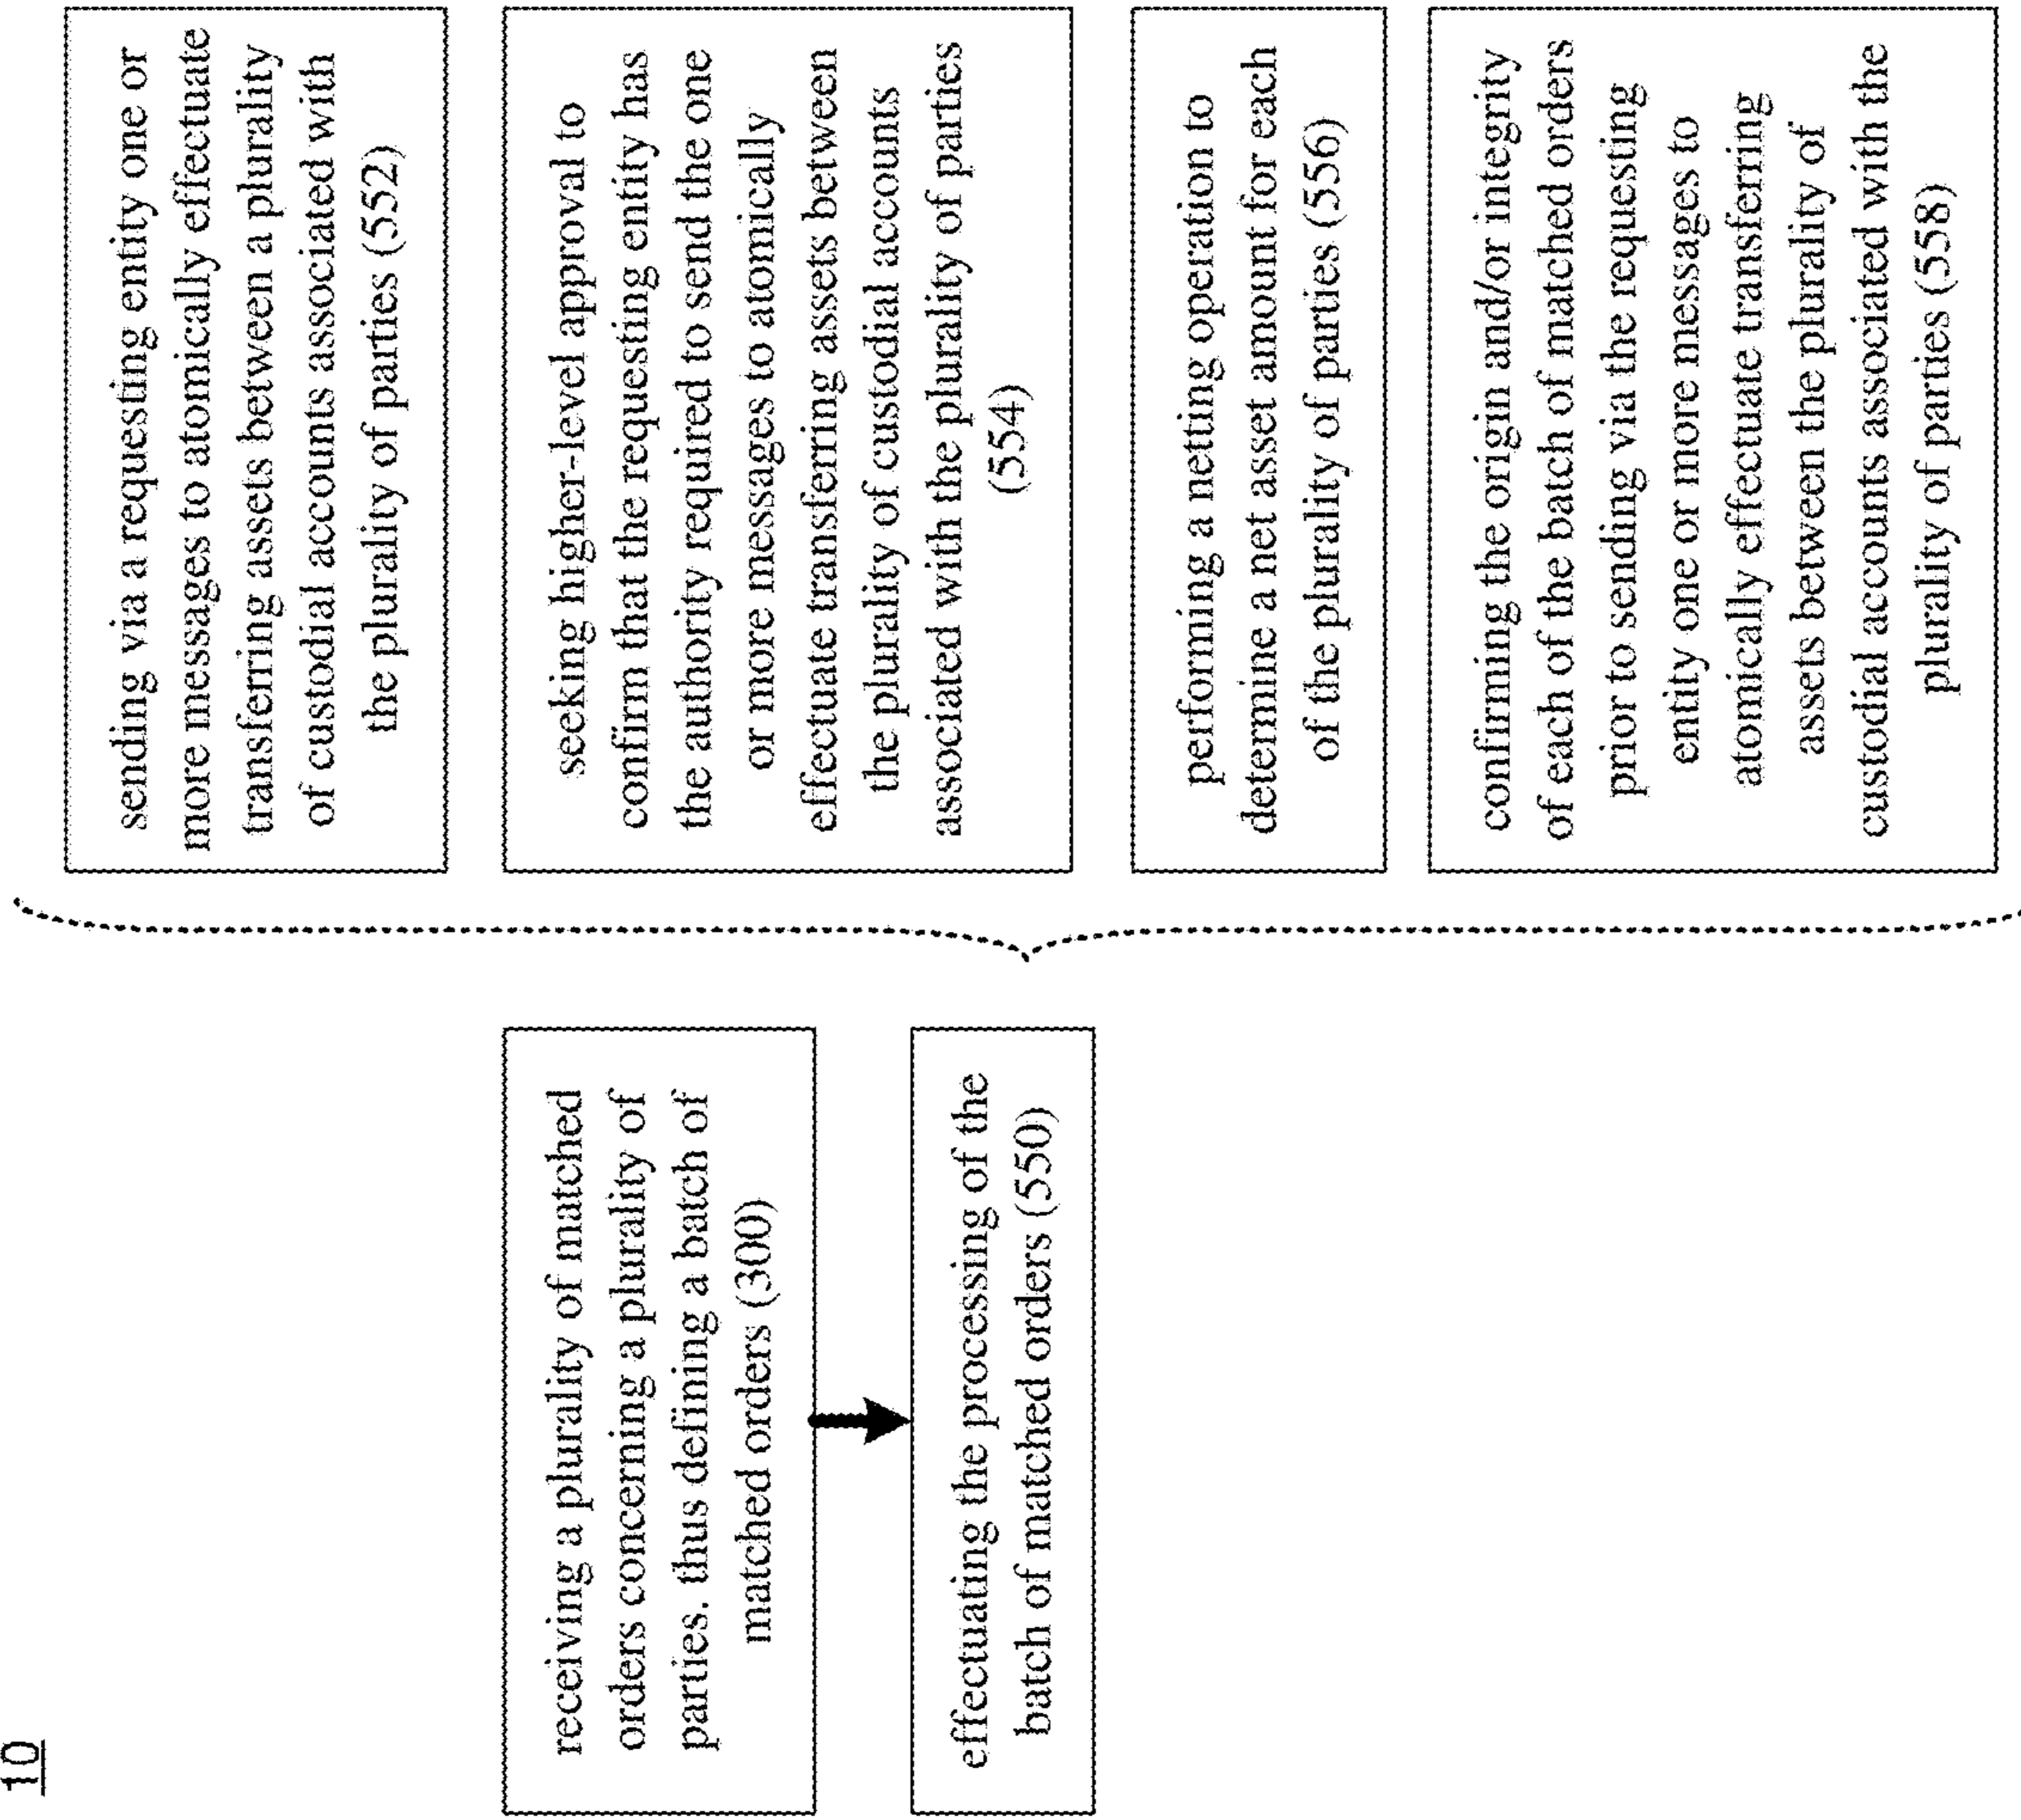 10
receiving a plurality of matched
orders concerning a plurality of
parties. thus defining a batch of
matched orders (300)
effectuating the processing of the
batch of matched orders (550)
sending via a requesting entity one or
more messages to atomically effectuate
transferring assets between a plurality
of custodial accounts associated with
the plurality of parties (552)
seeking higher-level approval to
confirm that the requesting entity has
the authority required to send the one
or more messages to atomically
effectuate transferring assets between
the plurality of custodial accounts
associated with the plurality of parties
(554)
performing a netting operation to
determine a net asset amount for each
of the plurality of parties (556)
confirming the origin and/or integrity
of each of the batch of matched orders
prior to sending via the requesting
entity one or more messages to
atomically effectuate transferring
assets between the plurality of
custodial accounts associated with the
plurality of parties (558)